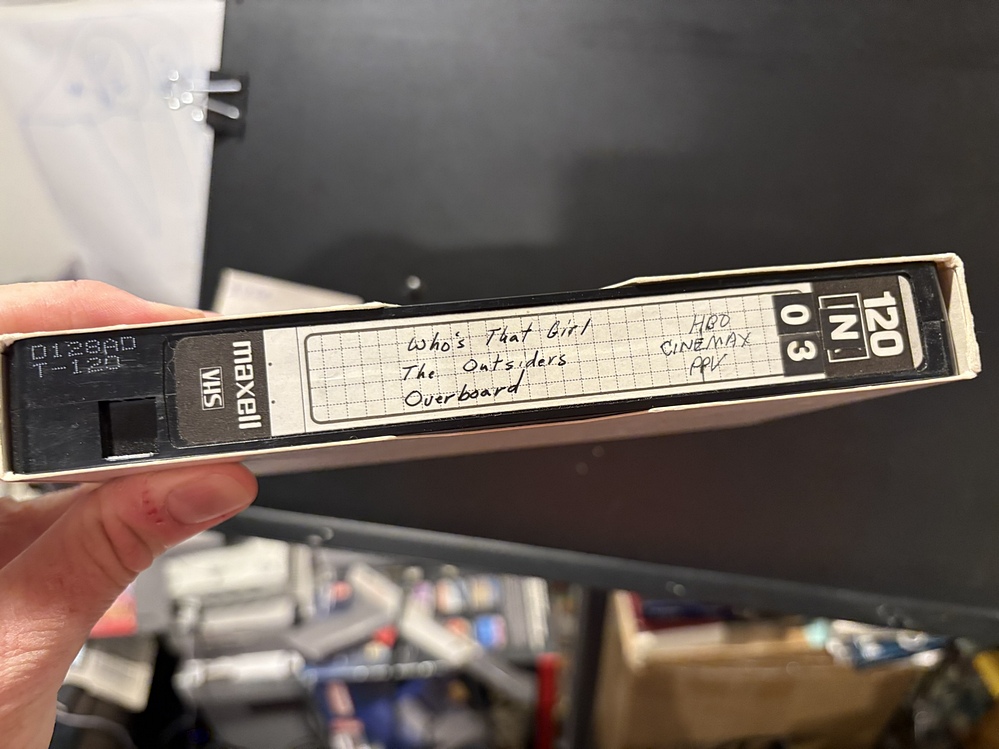 D128AD
T-120
maxell
VHS
Who's That Girl
The Outsiders
Overboard
HBO
CINEMAX
PPV
0 3
IN.
120